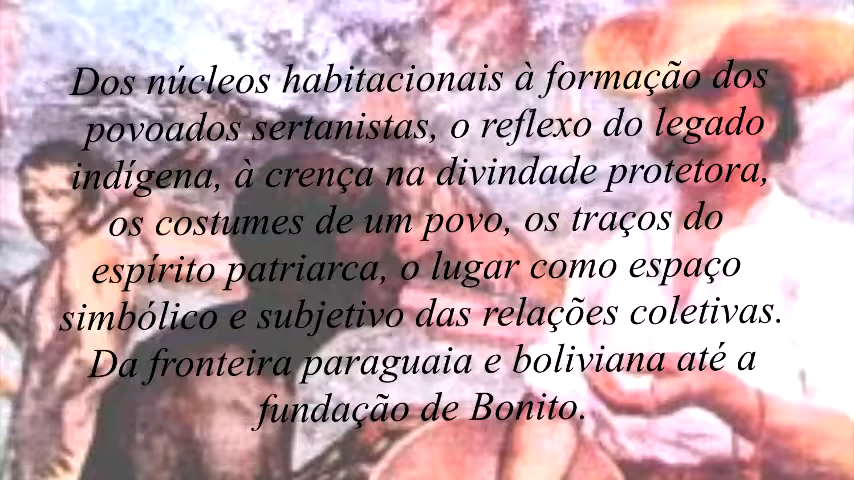 Dos núcleos habitacionais à formação dos
povoados sertanistas, o reflexo do legado
indígena, à crença na divindade protetora,
os costumes de um povo, os traços do
espírito patriarca, o lugar como espaço
simbólico e subjetivo das relações coletivas.
Da fronteira paraguaia e boliviana até a
fundação de Bonito.